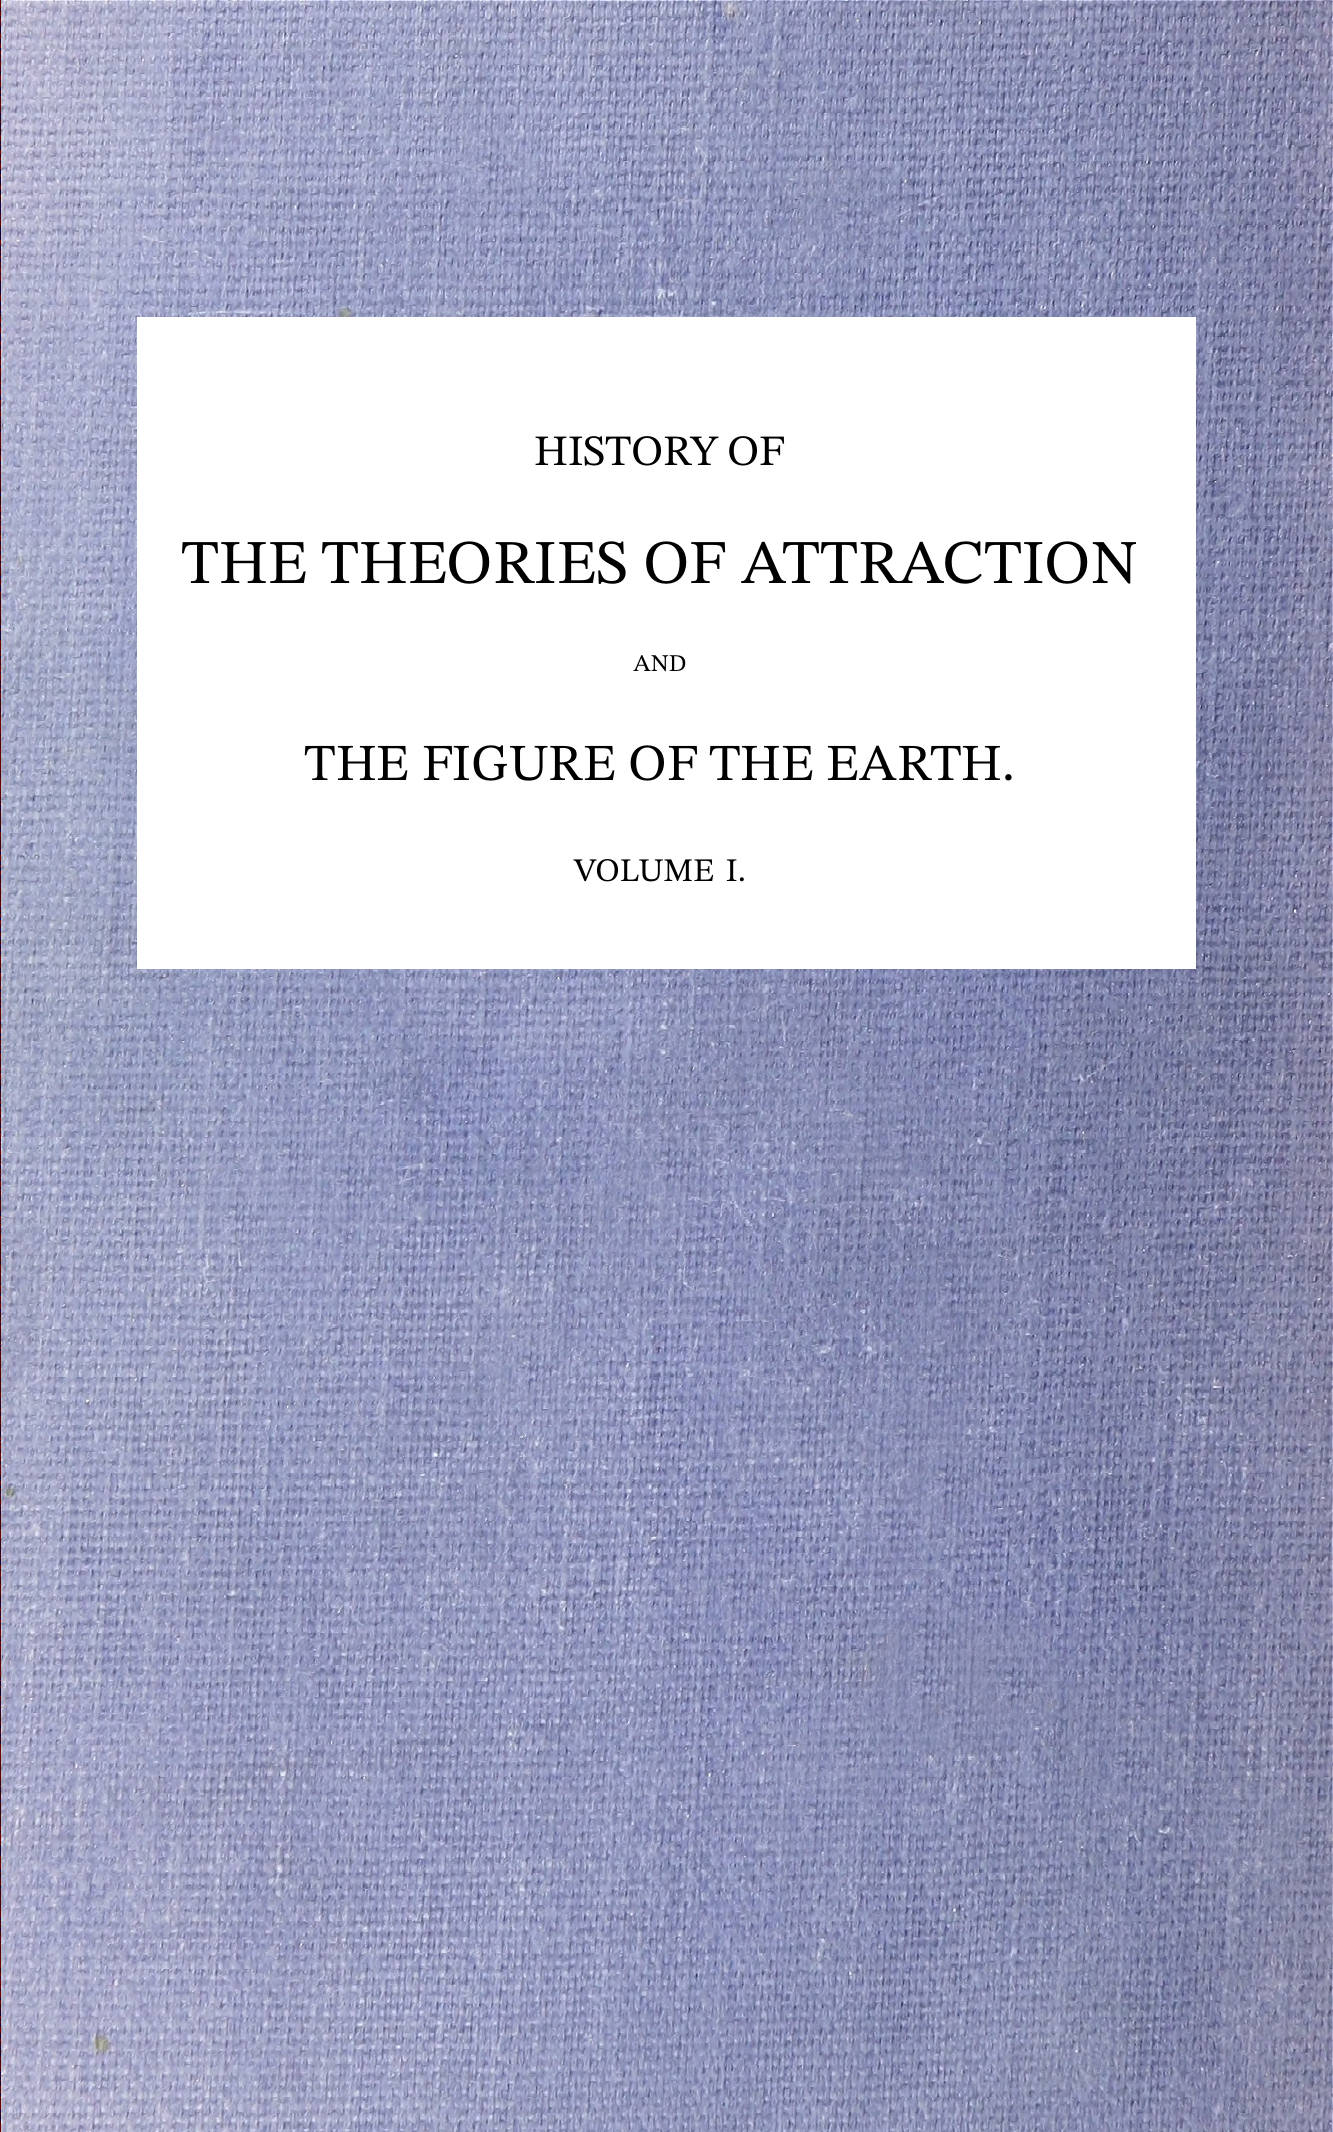 HISTORY OF
THE THEORIES OF ATTRACTION
AND
THE FIGURE OF THE EARTH.
VOLUME I.